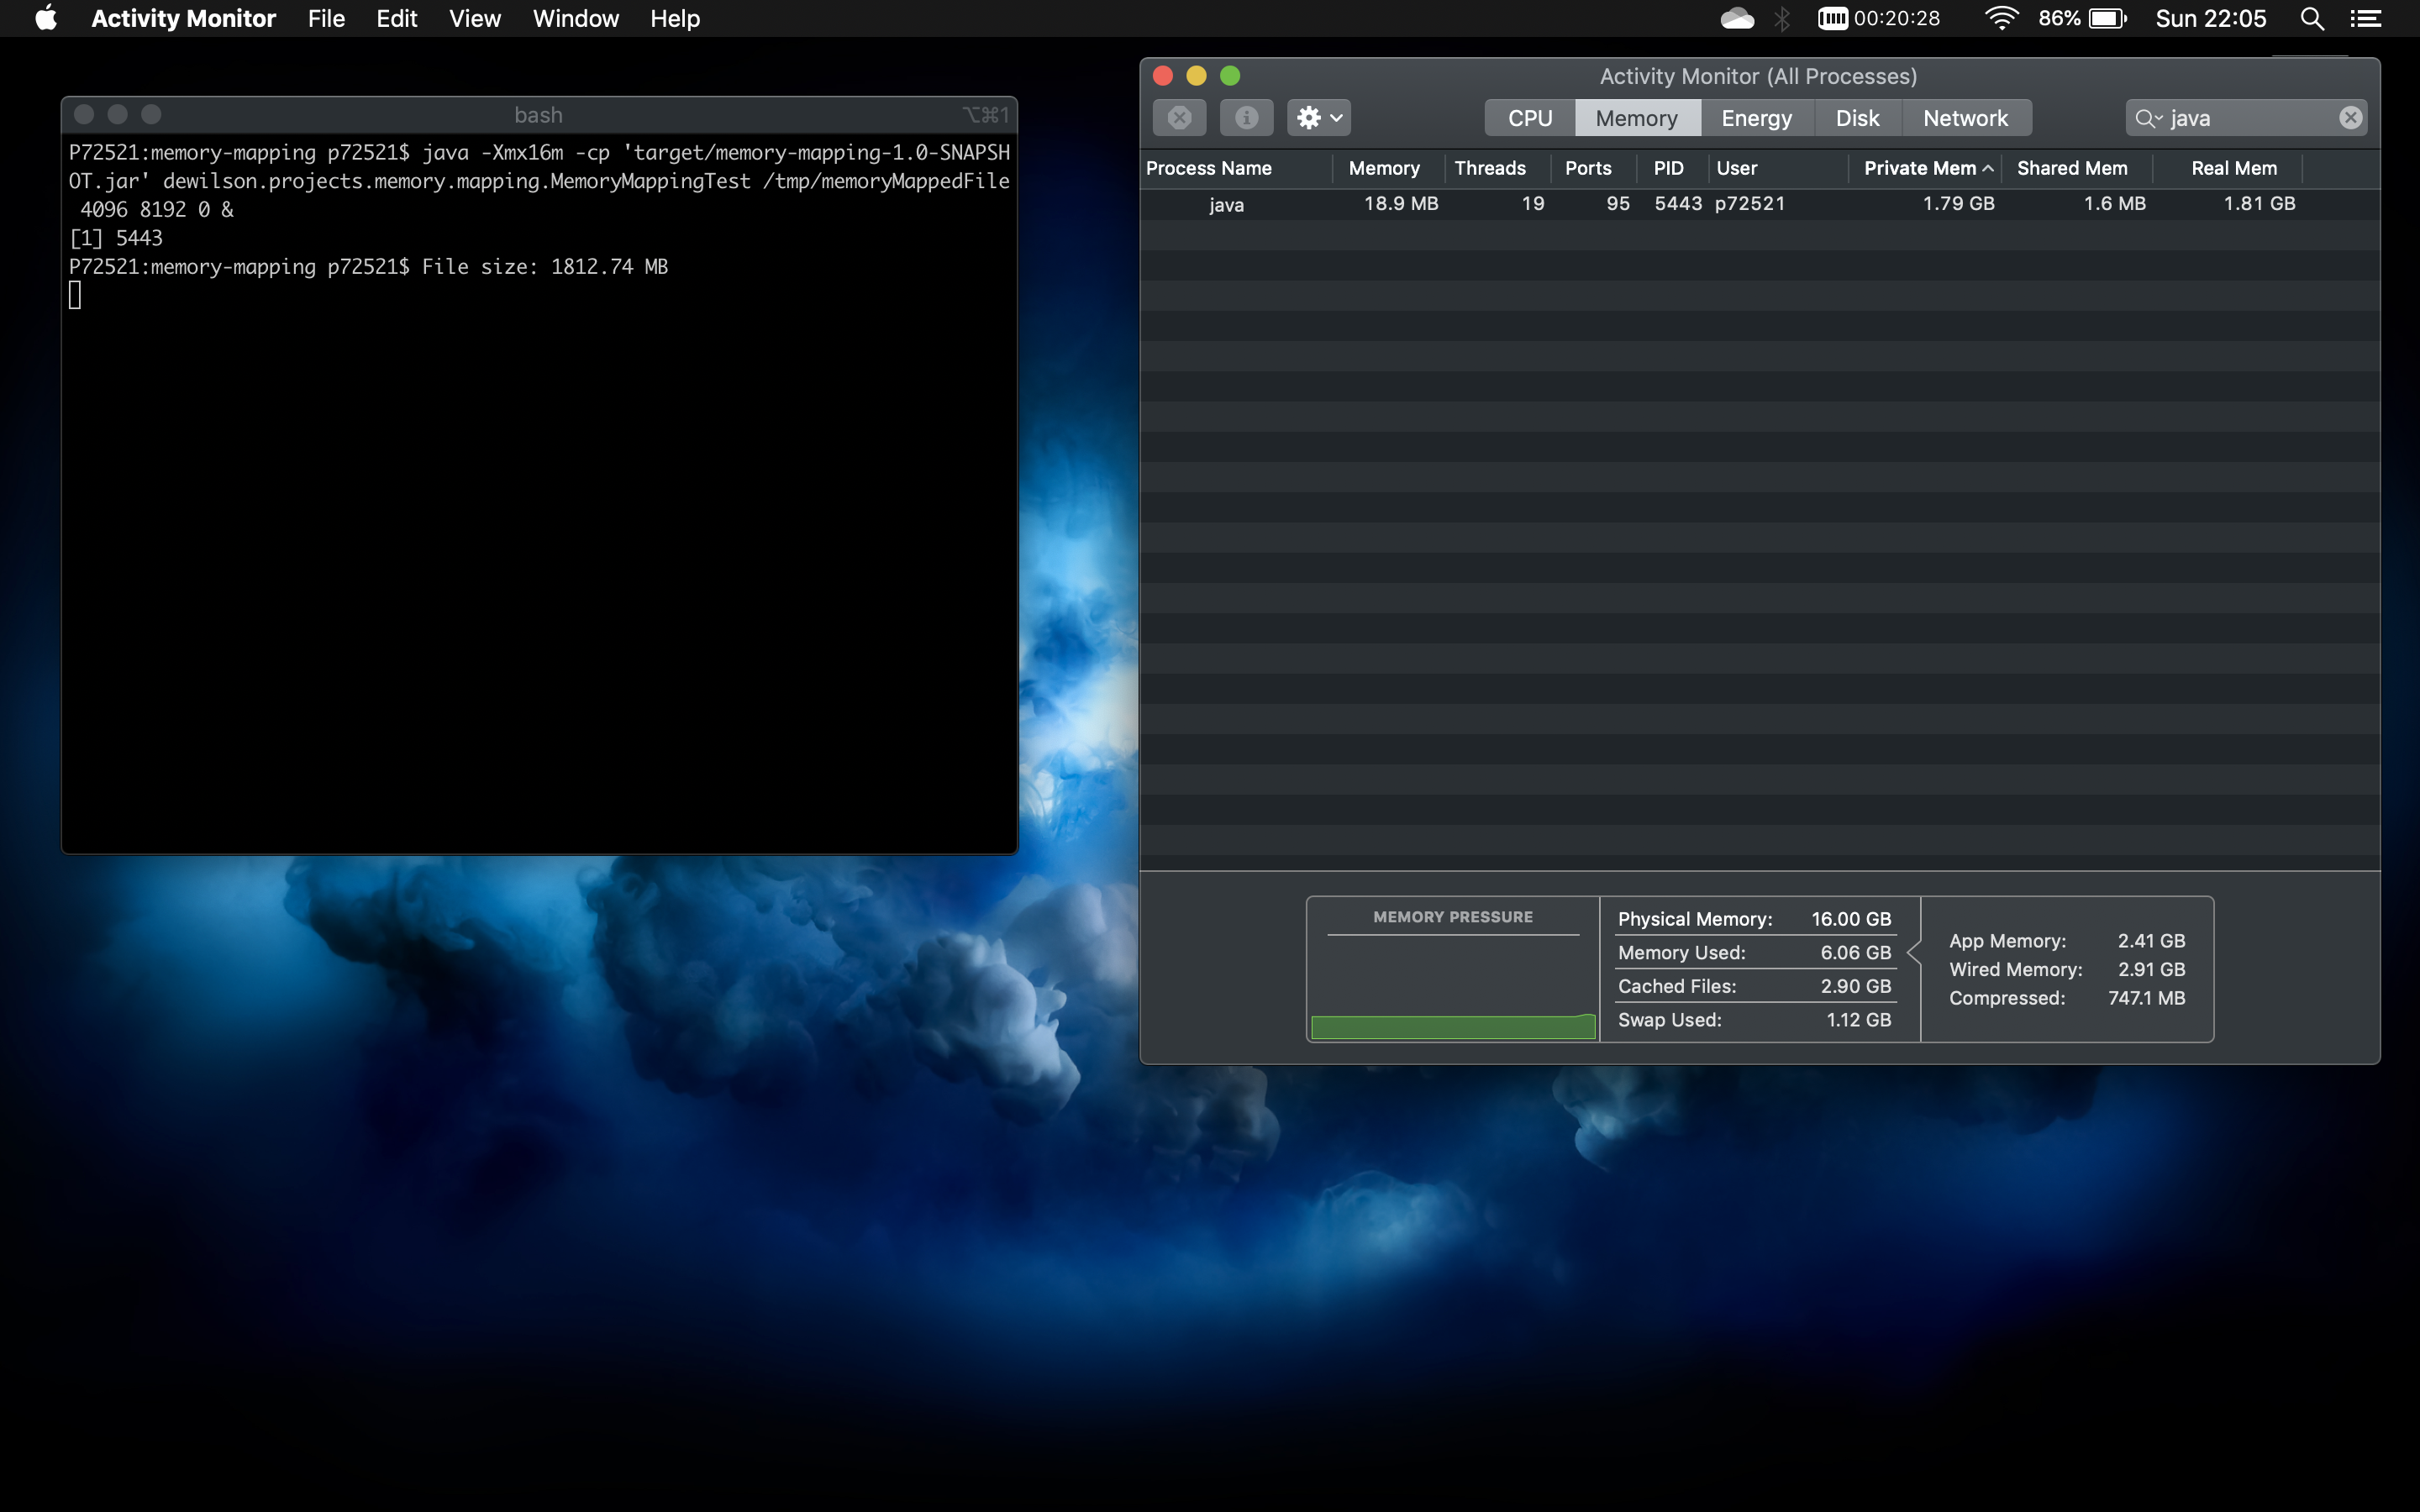 Activity Monitor File Edit View Window Help 00:20:28 86% Sun 22:05
bash ⌥⌘1
P72521:memory-mapping p72521$ java -Xmx16m -cp 'target/memory-mapping-1.0-SNAPSH
OT.jar' dewilson.projects.memory.mapping.MemoryMappingTest /tmp/memoryMappedFile
 4096 8192 0 &
[1] 5443
P72521:memory-mapping p72521$ File size: 1812.74 MB
Activity Monitor (All Processes)
CPU Memory Energy Disk Network java
Process Name Memory Threads Ports PID User Private Mem Shared Mem Real Mem
java 18.9 MB 19 95 5443 p72521 1.79 GB 1.6 MB 1.81 GB
MEMORY PRESSURE
Physical Memory: 16.00 GB
Memory Used: 6.06 GB
Cached Files: 2.90 GB
Swap Used: 1.12 GB
App Memory: 2.41 GB
Wired Memory: 2.91 GB
Compressed: 747.1 MB